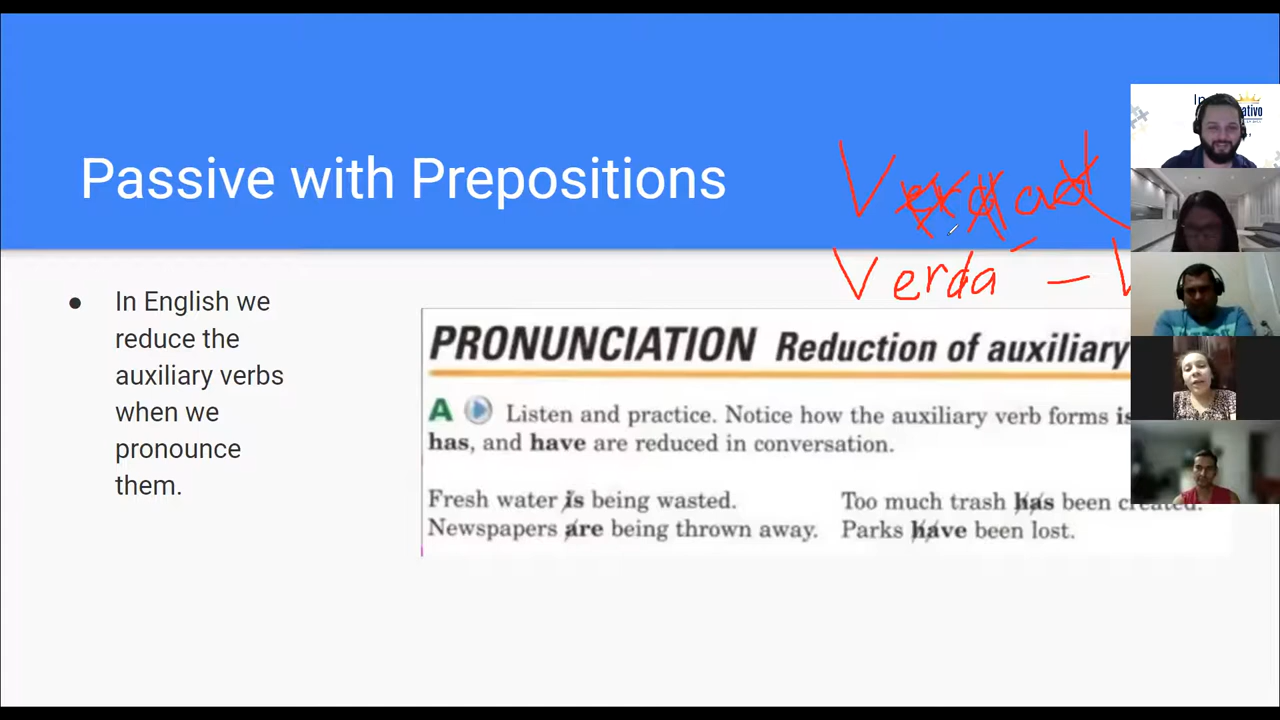 Passive with Prepositions
Verdad
Verda –
● In English we
reduce the
auxiliary verbs
when we
pronounce
them.
PRONUNCIATION Reduction of auxiliary
A Listen and practice. Notice how the auxiliary verb forms is
has, and have are reduced in conversation.
Fresh water is being wasted.
Newspapers are being thrown away.
Too much trash has been created.
Parks have been lost.